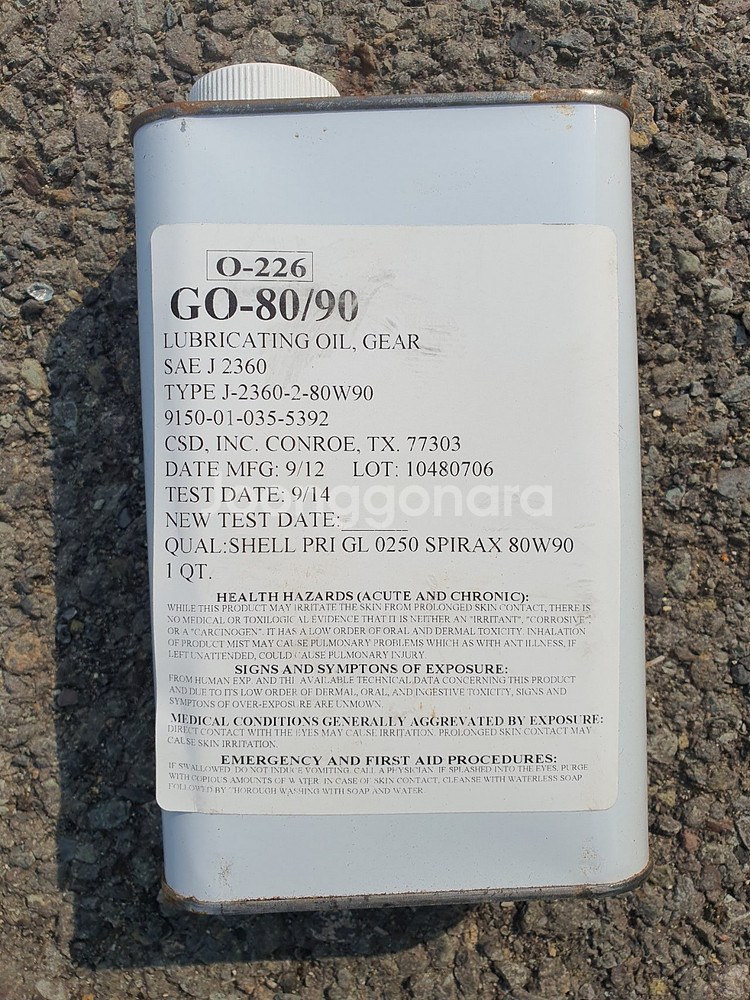 O-226
GO-80/90
LUBRICATING OIL, GEAR
SAE J 2360
TYPE J-2360-2-80W90
9150-01-035-5392
CSD, INC. CONROE, TX. 77303
DATE MFG: 9/12 LOT: 10480706
TEST DATE: 9/14
Joonggonara
NEW TEST DATE:______
QUAL:SHELL PRI GL 0250 SPIRAX 80W90
1 QT.
HEALTH HAZARDS (ACUTE AND CHRONIC):
WHILE THIS PRODUCT MAY IRRITATE THE SKIN FROM PROLONGED SKIN CONTACT, THERE IS
NO MEDICAL OR TOXILOGICAL EVIDENCE THAT IT IS NEITHER AN "IRRITANT", "CORROSIVE",
OR A "CARCINOGEN". IT HAS A LOW ORDER OF ORAL AND DERMAL TOXICITY. INHALATION
OF PRODUCT MIST MAY CAUSE PULMONARY PROBLEMS WHICH AS WITH ANT ILLNESS, IF
LEFT UNATTENDED, COULD CAUSE PULMONARY INJURY.
SIGNS AND SYMPTONS OF EXPOSURE:
FROM HUMAN EXP. AND THE AVAILABLE TECHNICAL DATA CONCERNING THIS PRODUCT
AND DUE TO ITS LOW ORDER OF DERMAL, ORAL, AND INGESTIVE TOXICITY, SIGNS AND
SYMPTONS OF OVER-EXPOSURE ARE UNMOWN.
MEDICAL CONDITIONS GENERALLY AGGREVATED BY EXPOSURE:
DIRECT CONTACT WITH THE EYES MAY CAUSE IRRITATION. PROLONGED SKIN CONTACT MAY
CAUSE SKIN IRRITATION.
EMERGENCY AND FIRST AID PROCEDURES:
IF SWALLOWED, DO NOT INDUCE VOMITING. CALL A PHYSICIAN. IF SPLASHED INTO THE EYES, PURGE
WITH COPIOUS AMOUNTS OF WATER. IN CASE OF SKIN CONTACT, CLEANSE WITH WATERLESS SOAP
FOLLOWED BY THOROUGH WASHING WITH SOAP AND WATER.